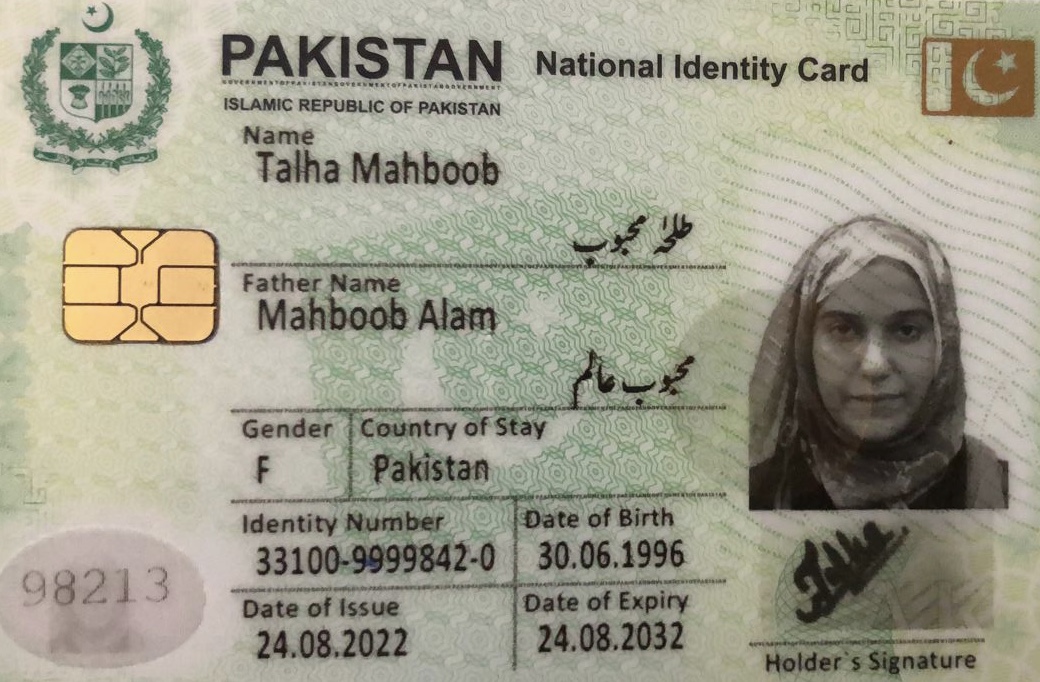 PAKISTAN National Identity Card
ISLAMIC REPUBLIC OF PAKISTAN
Name
Talha Mahboob
طلحٰہ محبوب
Father Name
Mahboob Alam
محبوب عالم
Gender Country of Stay
F Pakistan
Identity Number Date of Birth
33100-9999842-0 30.06.1996
Date of Issue Date of Expiry
24.08.2022 24.08.2032
98213
Talha
Holder`s Signature